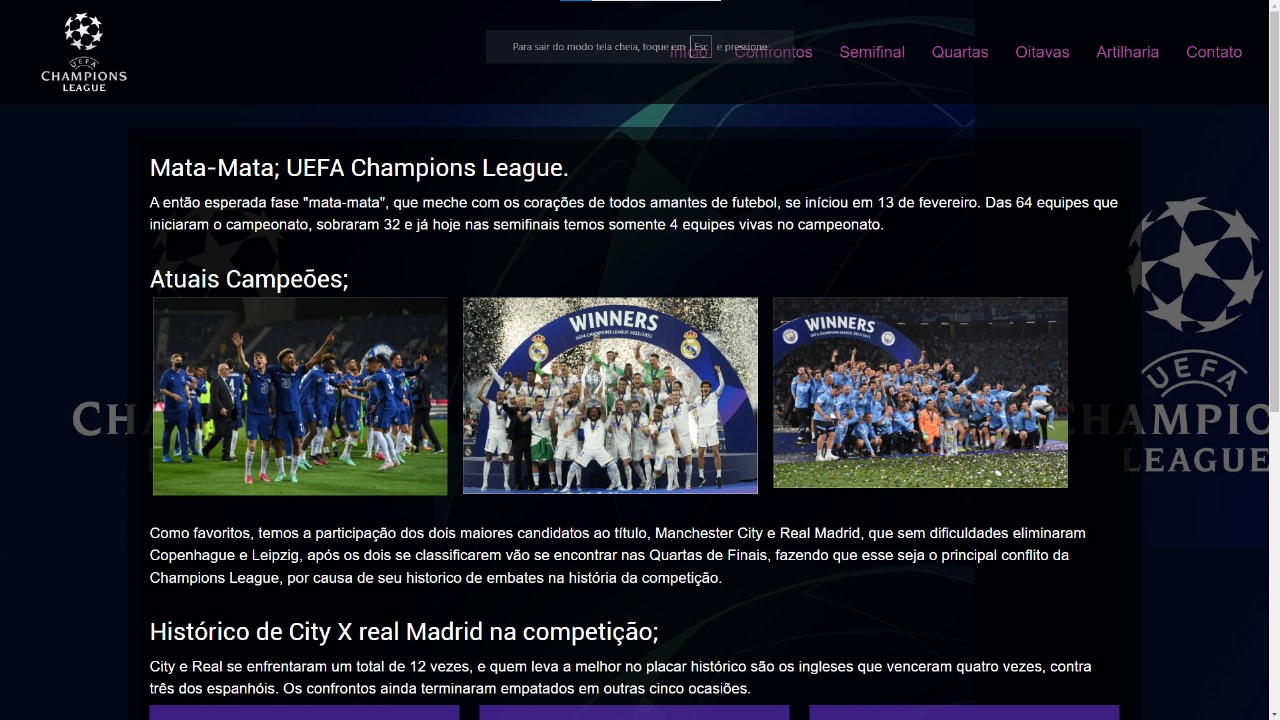 UEFA
CHAMPIONS
LEAGUE
Para sair do modo tela cheia, toque em Esc e pressione
Início Confrontos Semifinal Quartas Oitavas Artilharia Contato
Mata-Mata; UEFA Champions League.
A então esperada fase "mata-mata", que meche com os corações de todos amantes de futebol, se iníciou em 13 de fevereiro. Das 64 equipes que
iniciaram o campeonato, sobraram 32 e já hoje nas semifinais temos somente 4 equipes vivas no campeonato.
Atuais Campeões;
WINNERS
WINNERS
UEFA
CH
CHAMPIO
LEAGUE
Como favoritos, temos a participação dos dois maiores candidatos ao título, Manchester City e Real Madrid, que sem dificuldades eliminaram
Copenhague e Leipzig, após os dois se classificarem vão se encontrar nas Quartas de Finais, fazendo que esse seja o principal conflito da
Champions League, por causa de seu historico de embates na história da competição.
Histórico de City X real Madrid na competição;
City e Real se enfrentaram um total de 12 vezes, e quem leva a melhor no placar histórico são os ingleses que venceram quatro vezes, contra
três dos espanhóis. Os confrontos ainda terminaram empatados em outras cinco ocasiões.